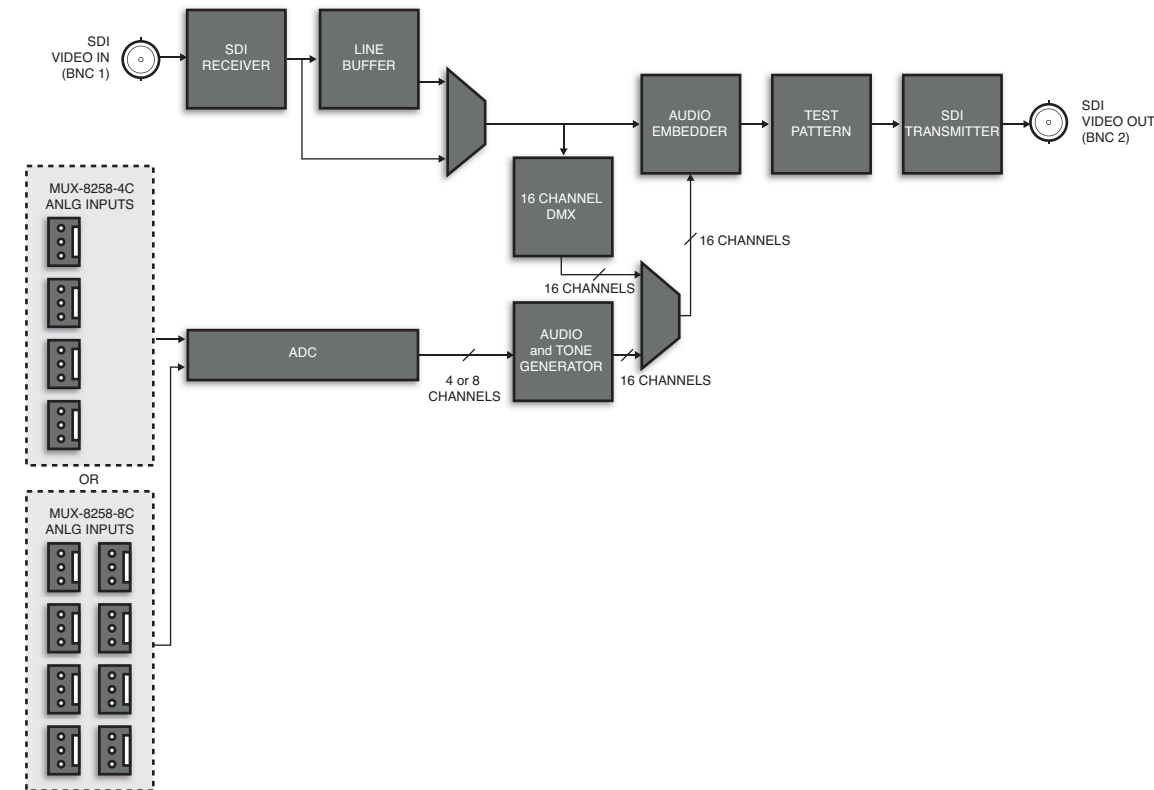 SDI
VIDEO IN
(BNC 1)
SDI
RECEIVER
LINE
BUFFER
AUDIO
EMBEDDER
TEST
PATTERN
SDI
TRANSMITTER
SDI
VIDEO OUT
(BNC 2)
16 CHANNEL
DMX
16 CHANNELS
16 CHANNELS
MUX-8258-4C
ANLG INPUTS
ADC
4 or 8
CHANNELS
AUDIO
and TONE
GENERATOR
16 CHANNELS
OR
MUX-8258-8C
ANLG INPUTS